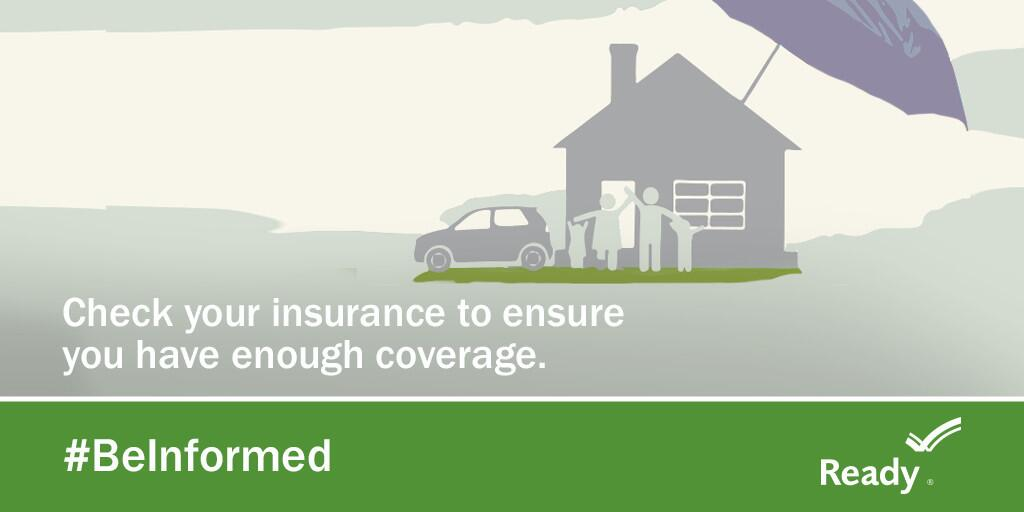 Check your insurance to ensure
you have enough coverage.
#BeInformed
Ready®